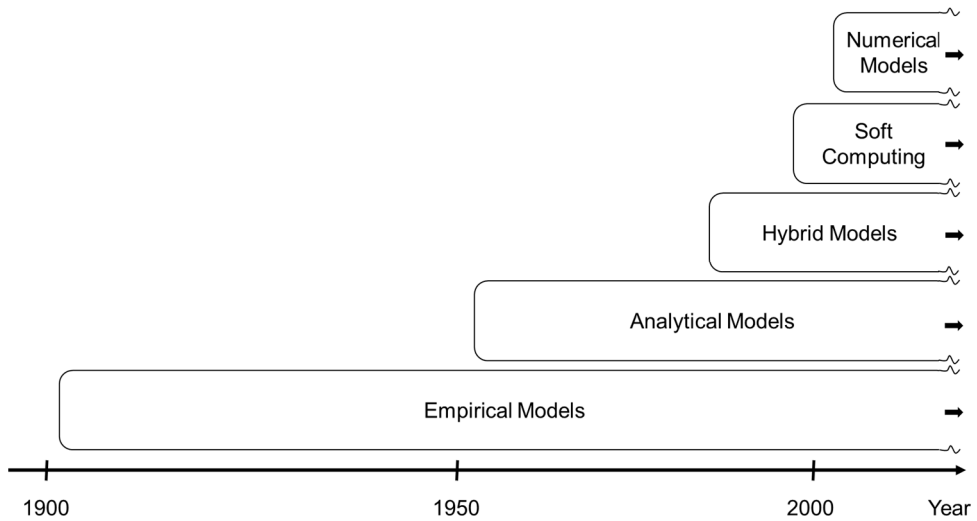 Numerical
Models
Soft
Computing
Hybrid Models
Analytical Models
Empirical Models
1900
1950
2000
Year